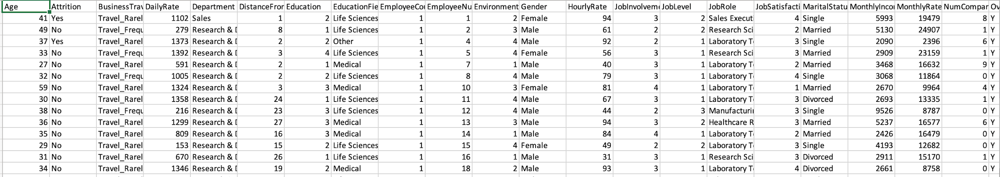 Age Attrition BusinessTrav DailyRate Department DistanceFror Education EducationFie EmployeeCou EmployeeNu Environment Gender HourlyRate JobInvolveme JobLevel JobRole JobSatisfacti MaritalStatu MonthlyIncor MonthlyRate NumCompar Ov
41 Yes Travel_Rarel 1102 Sales 1 2 Life Sciences 1 1 2 Female 94 3 2 Sales Executi 4 Single 5993 19479 8 Y
49 No Travel_Frequ 279 Research & D 8 1 Life Sciences 1 2 3 Male 61 2 2 Research Sci 2 Married 5130 24907 1 Y
37 Yes Travel_Rarel 1373 Research & D 2 2 Other 1 4 4 Male 92 2 1 Laboratory T 3 Single 2090 2396 6 Y
33 No Travel_Frequ 1392 Research & D 3 4 Life Sciences 1 5 4 Female 56 3 1 Research Sci 3 Married 2909 23159 1 Y
27 No Travel_Rarel 591 Research & D 2 1 Medical 1 7 1 Male 40 3 1 Laboratory T 2 Married 3468 16632 9 Y
32 No Travel_Frequ 1005 Research & D 2 2 Life Sciences 1 8 4 Male 79 3 1 Laboratory T 4 Single 3068 11864 0 Y
59 No Travel_Rarel 1324 Research & D 3 3 Medical 1 10 3 Female 81 4 1 Laboratory T 1 Married 2670 9964 4 Y
30 No Travel_Rarel 1358 Research & D 24 1 Life Sciences 1 11 4 Male 67 3 1 Laboratory T 3 Divorced 2693 13335 1 Y
38 No Travel_Frequ 216 Research & D 23 3 Life Sciences 1 12 4 Male 44 2 3 Manufacturi 3 Single 9526 8787 0 Y
36 No Travel_Rarel 1299 Research & D 27 3 Medical 1 13 3 Male 94 3 2 Healthcare R 3 Married 5237 16577 6 Y
35 No Travel_Rarel 809 Research & D 16 3 Medical 1 14 1 Male 84 4 1 Laboratory T 2 Married 2426 16479 0 Y
29 No Travel_Rarel 153 Research & D 15 2 Life Sciences 1 15 4 Female 49 2 2 Laboratory T 3 Single 4193 12682 0 Y
31 No Travel_Rarel 670 Research & D 26 1 Life Sciences 1 16 1 Male 31 3 1 Research Sci 3 Divorced 2911 15170 1 Y
34 No Travel_Rarel 1346 Research & D 19 2 Medical 1 18 2 Male 93 3 1 Laboratory T 4 Divorced 2661 8758 0 Y